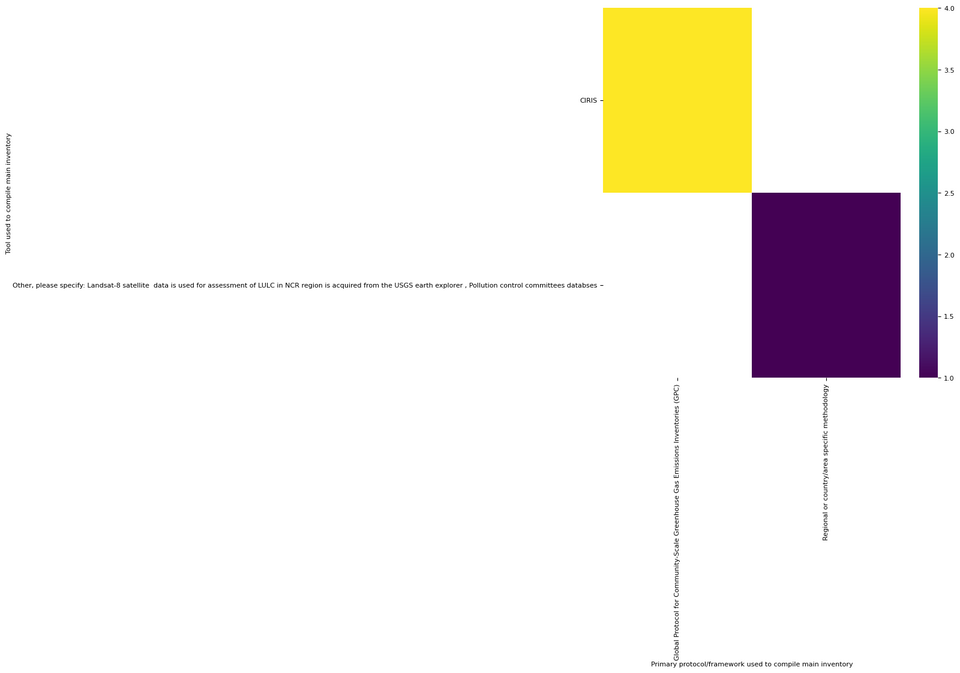 Tool used to compile main inventory
CIRIS
Other, please specify: Landsat-8 satellite  data is used for assessment of LULC in NCR region is acquired from the USGS earth explorer , Pollution control committees databses
Global Protocol for Community-Scale Greenhouse Gas Emissions Inventories (GPC)
Regional or country/area specific methodology
Primary protocol/framework used to compile main inventory
4.0
3.5
3.0
2.5
2.0
1.5
1.0